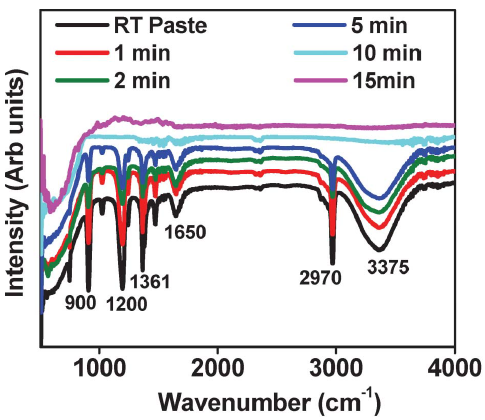 RT Paste
1 min
2 min
5 min
10 min
15min
Intensity (Arb units)
900
1200
1361
1650
2970
3375
1000
2000
3000
4000
Wavenumber (cm⁻¹)